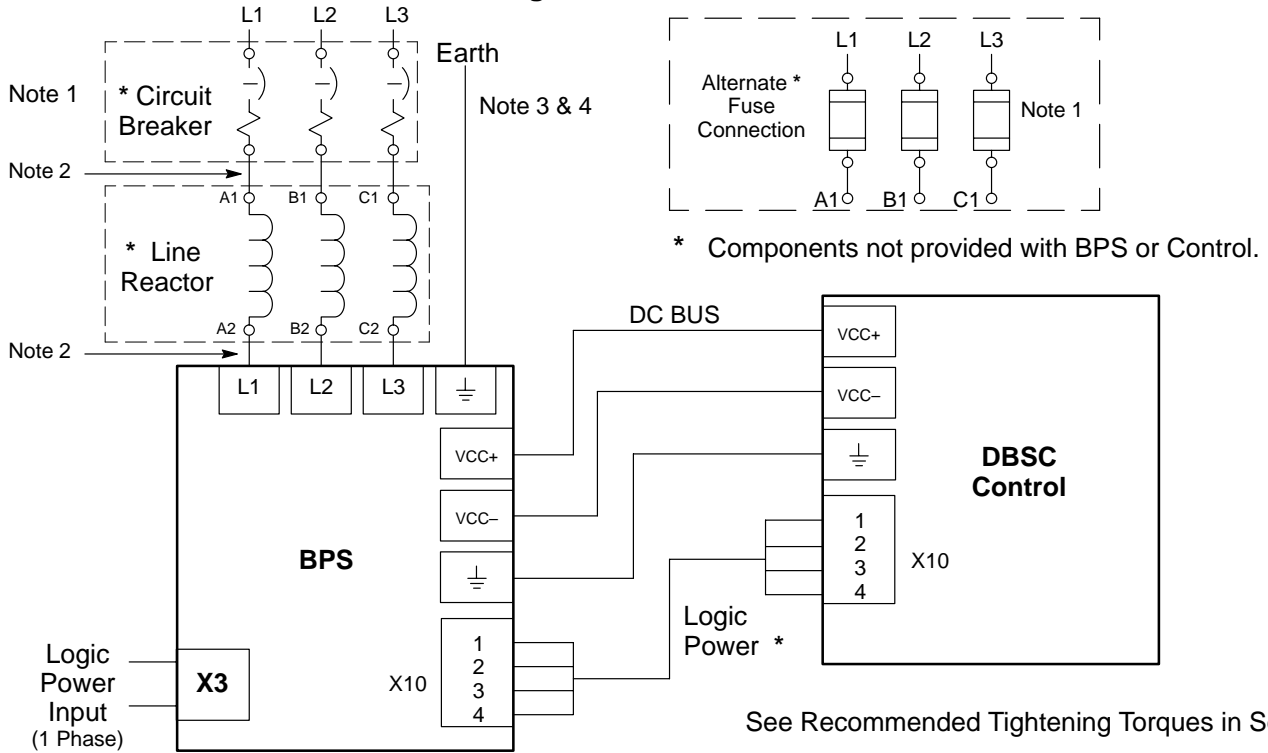 L1 L2 L3
Earth
Note 1
* Circuit
Breaker
Note 3 & 4
Note 2
A1 B1 C1
* Line
Reactor
A2 B2 C2
Note 2
L1 L2 L3
Alternate *
Fuse
Connection
Note 1
A1 B1 C1
* Components not provided with BPS or Control.
L1 L2 L3
VCC+
VCC–
BPS
X3
X10
1
2
3
4
Logic
Power
Input
(1 Phase)
DC BUS
Logic
Power *
VCC+
VCC–
DBSC
Control
1
2
3
4
X10
See Recommended Tightening Torques in S